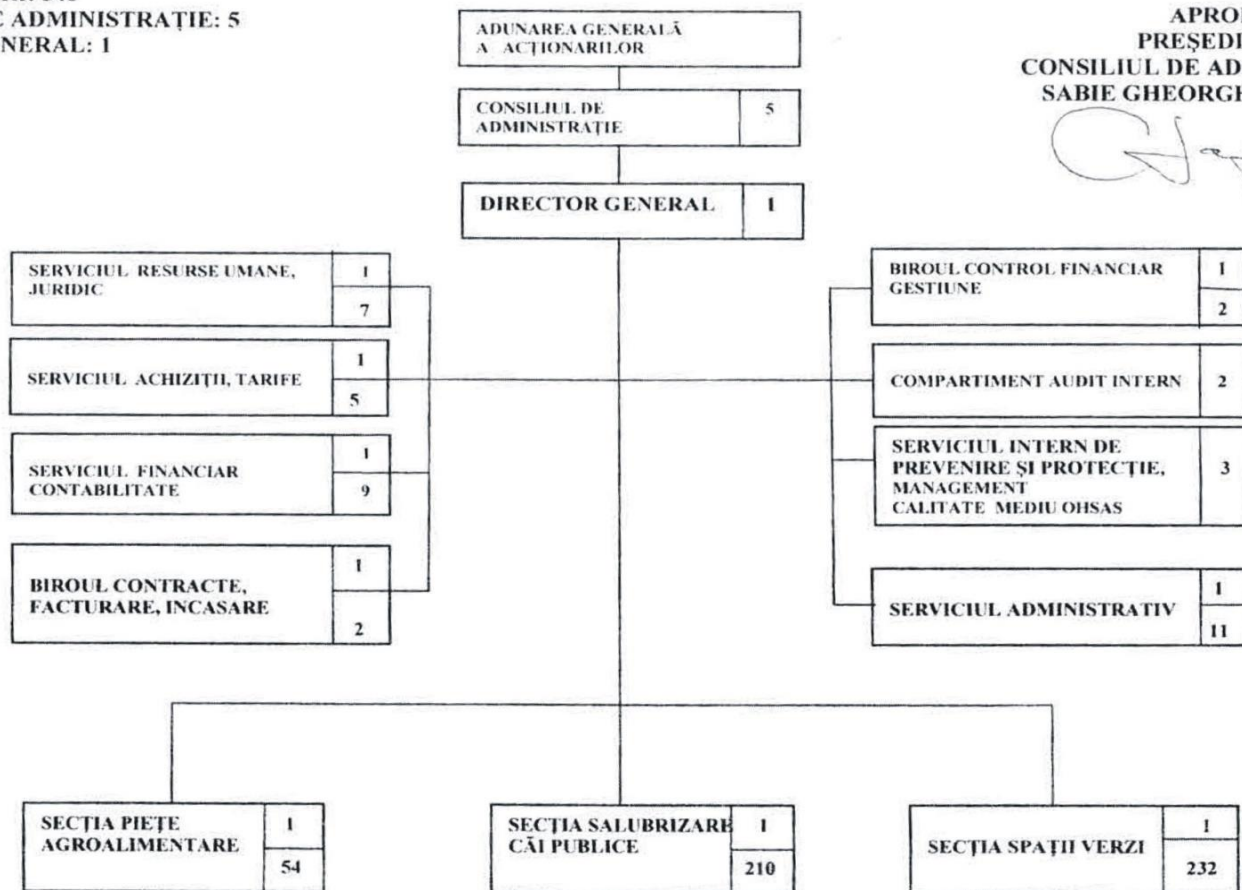 ADMINISTRAȚIE: 5
1
ADUNAREA GENERALĂ
A ACȚIONARILOR
PREȘEDI
CONSILIUL DE AD
SABIE GHEORGH
CONSILIUL DE
ADMINISTRAȚIE
5
DIRECTOR GENERAL
1
SERVICIUL RESURSE UMANE,
JURIDIC
1
7
SERVICIUL ACHIZIȚII, TARIFE
1
5
SERVICIUL FINANCIAR
CONTABILITATE
1
9
BIROUL CONTRACTE,
FACTURARE, INCASARE
1
2
BIROUL CONTROL FINANCIAR
GESTIUNE
1
2
COMPARTIMENT AUDIT INTERN
2
SERVICIUL INTERN DE
PREVENIRE ȘI PROTECȚIE,
MANAGEMENT
CALITATE MEDIU OHSAS
3
SERVICIUL ADMINISTRATIV
1
11
SECȚIA PIEȚE
AGROALIMENTARE
1
54
SECȚIA SALUBRIZARE
CĂI PUBLICE
1
210
SECȚIA SPAȚII VERZI
1
232